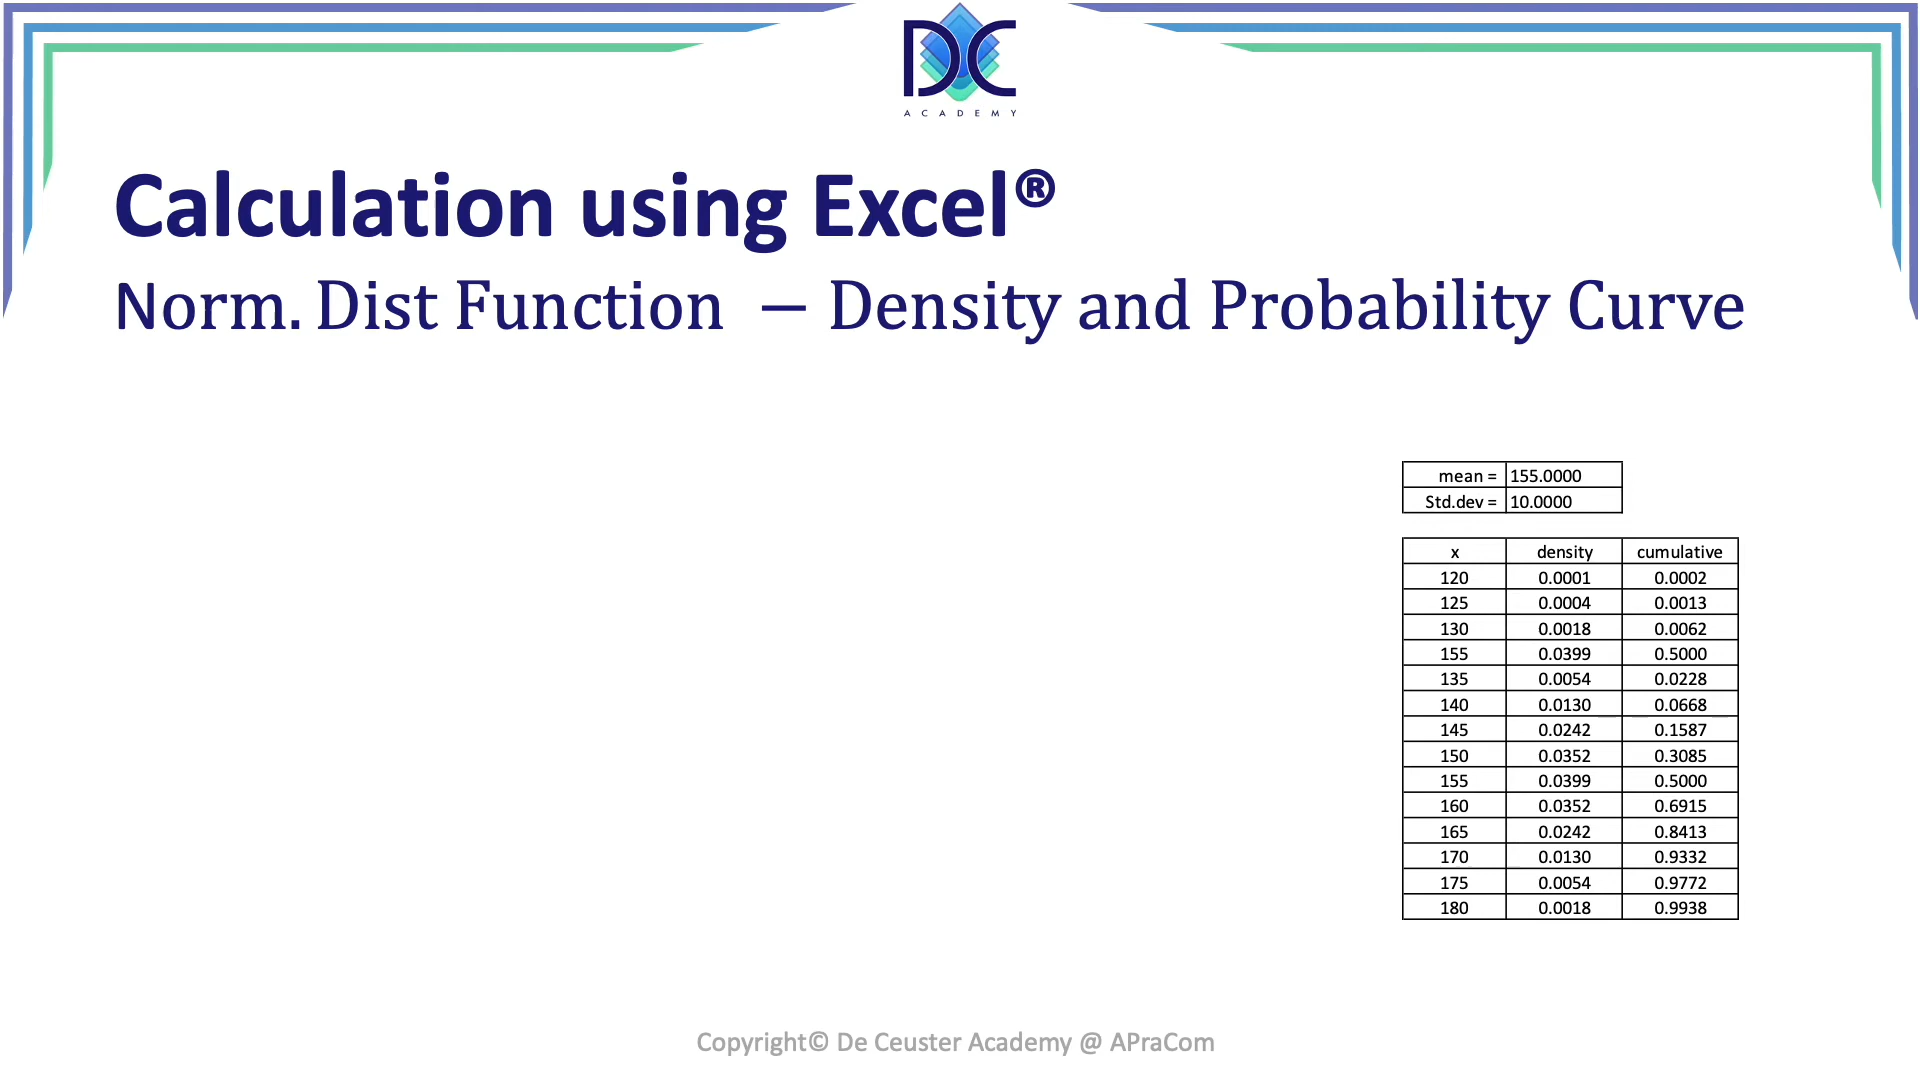 DC
ACADEMY
Calculation using Excel®
Norm. Dist Function — Density and Probability Curve
mean = 155.0000
Std.dev = 10.0000
x density cumulative
120 0.0001 0.0002
125 0.0004 0.0013
130 0.0018 0.0062
155 0.0399 0.5000
135 0.0054 0.0228
140 0.0130 0.0668
145 0.0242 0.1587
150 0.0352 0.3085
155 0.0399 0.5000
160 0.0352 0.6915
165 0.0242 0.8413
170 0.0130 0.9332
175 0.0054 0.9772
180 0.0018 0.9938
Copyright© De Ceuster Academy @ APraCom